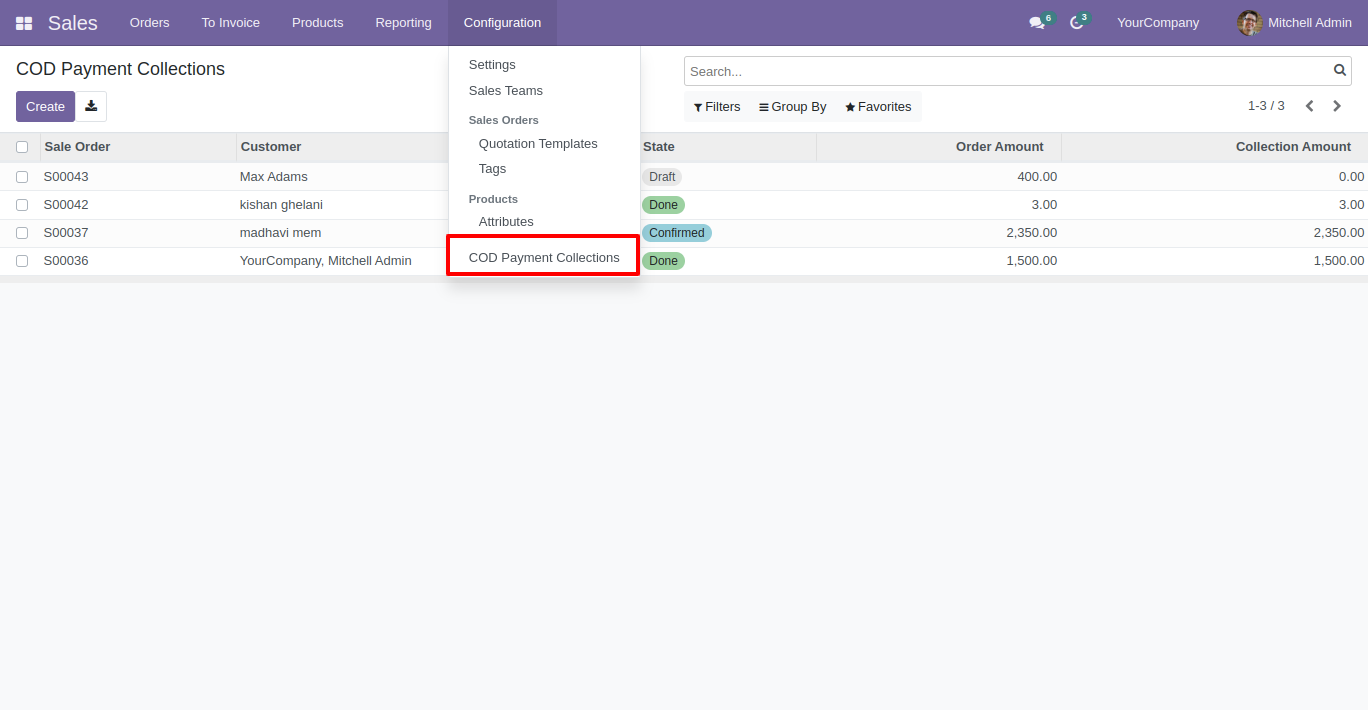 Sales Orders To Invoice Products Reporting Configuration 6 3 YourCompany Mitchell Admin
COD Payment Collections
Search...
Create
Filters Group By Favorites 1-3 / 3
Settings
Sales Teams
Sales Orders
Quotation Templates
Tags
Products
Attributes
COD Payment Collections
Sale Order Customer State Order Amount Collection Amount
S00043 Max Adams Draft 400.00 0.00
S00042 kishan ghelani Done 3.00 3.00
S00037 madhavi mem Confirmed 2,350.00 2,350.00
S00036 YourCompany, Mitchell Admin Done 1,500.00 1,500.00